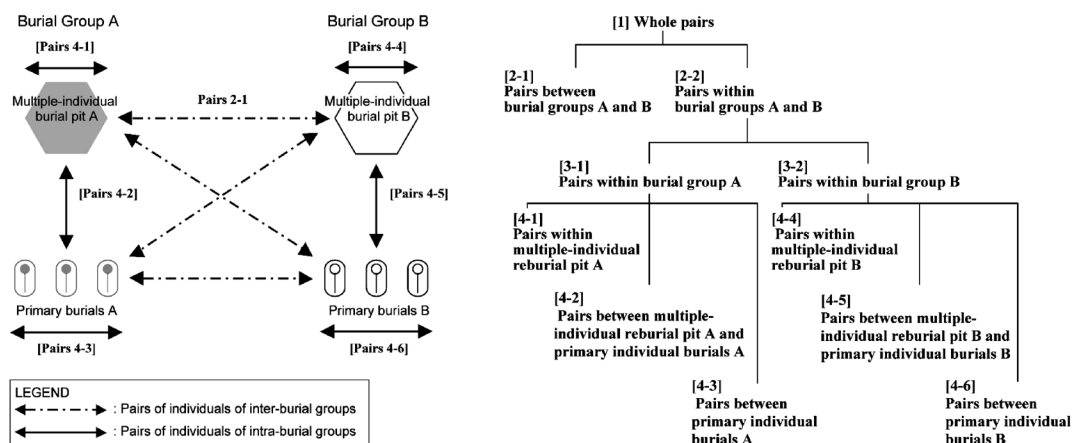 Burial Group A
[Pairs 4-1]
Multiple-individual
burial pit A
[Pairs 4-2]
Primary burials A
[Pairs 4-3]
Pairs 2-1
Burial Group B
[Pairs 4-4]
Multiple-individual
burial pit B
[Pairs 4-5]
Primary burials B
[Pairs 4-6]
LEGEND
: Pairs of individuals of inter-burial groups
: Pairs of individuals of intra-burial groups
[1] Whole pairs
[2-1]
Pairs between
burial groups A and B
[2-2]
Pairs within
burial groups A and B
[3-1]
Pairs within burial group A
[3-2]
Pairs within burial group B
[4-1]
Pairs within
multiple-individual
reburial pit A
[4-2]
Pairs between multiple-
individual reburial pit A and
primary individual burials A
[4-3]
Pairs between
primary individual
burials A
[4-4]
Pairs within
multiple-individual
reburial pit B
[4-5]
Pairs between multiple-
individual reburial pit B and
primary individual burials B
[4-6]
Pairs between
primary individual
burials B